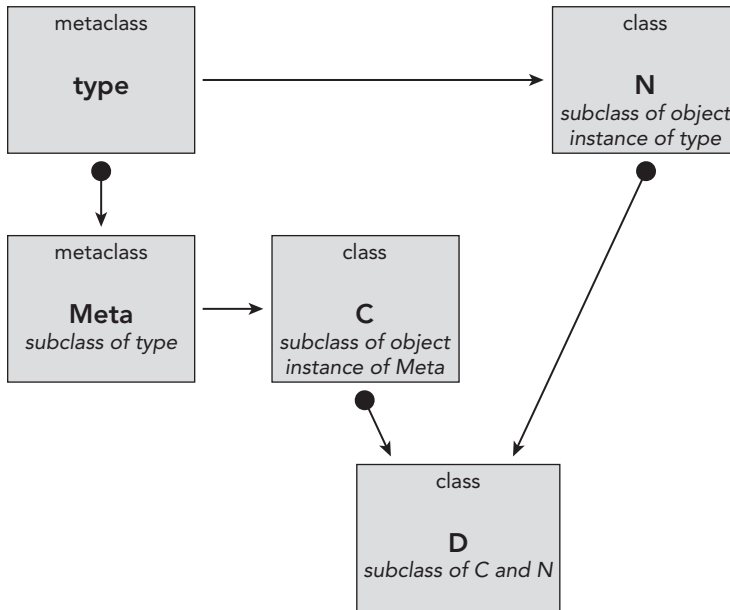 metaclass
type
class
N
subclass of object
instance of type
metaclass
Meta
subclass of type
class
C
subclass of object
instance of Meta
class
D
subclass of C and N